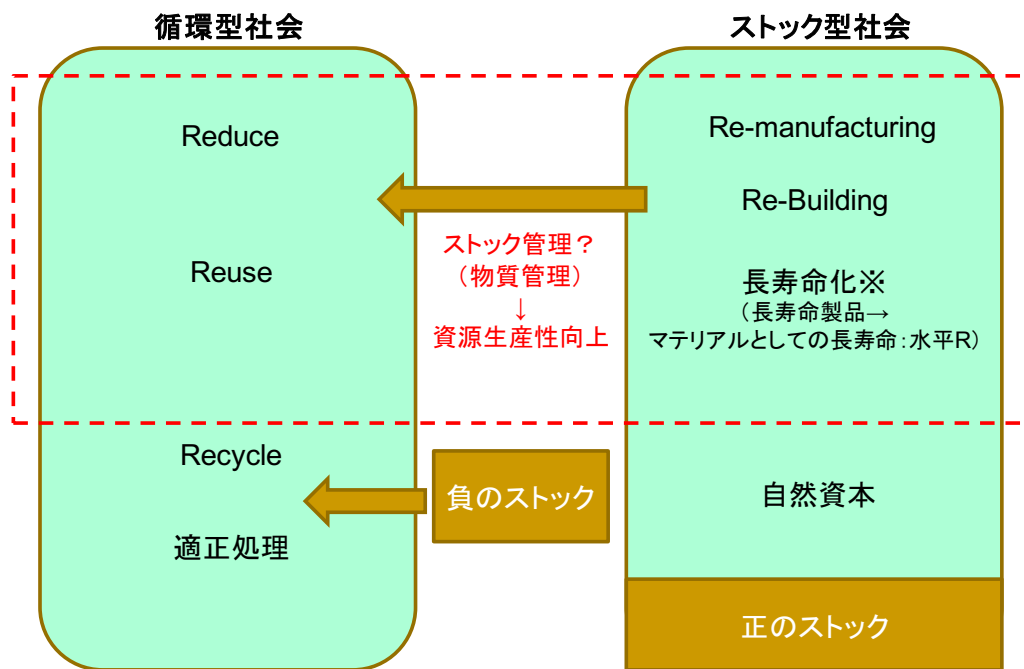 循環型社会
Reduce
Reuse
Recycle
適正処理
ストック管理？
（物質管理）
↓
資源生産性向上
負のストック
ストック型社会
Re-manufacturing
Re-Building
長寿命化※
（長寿命製品→
マテリアルとしての長寿命：水平R）
自然資本
正のストック